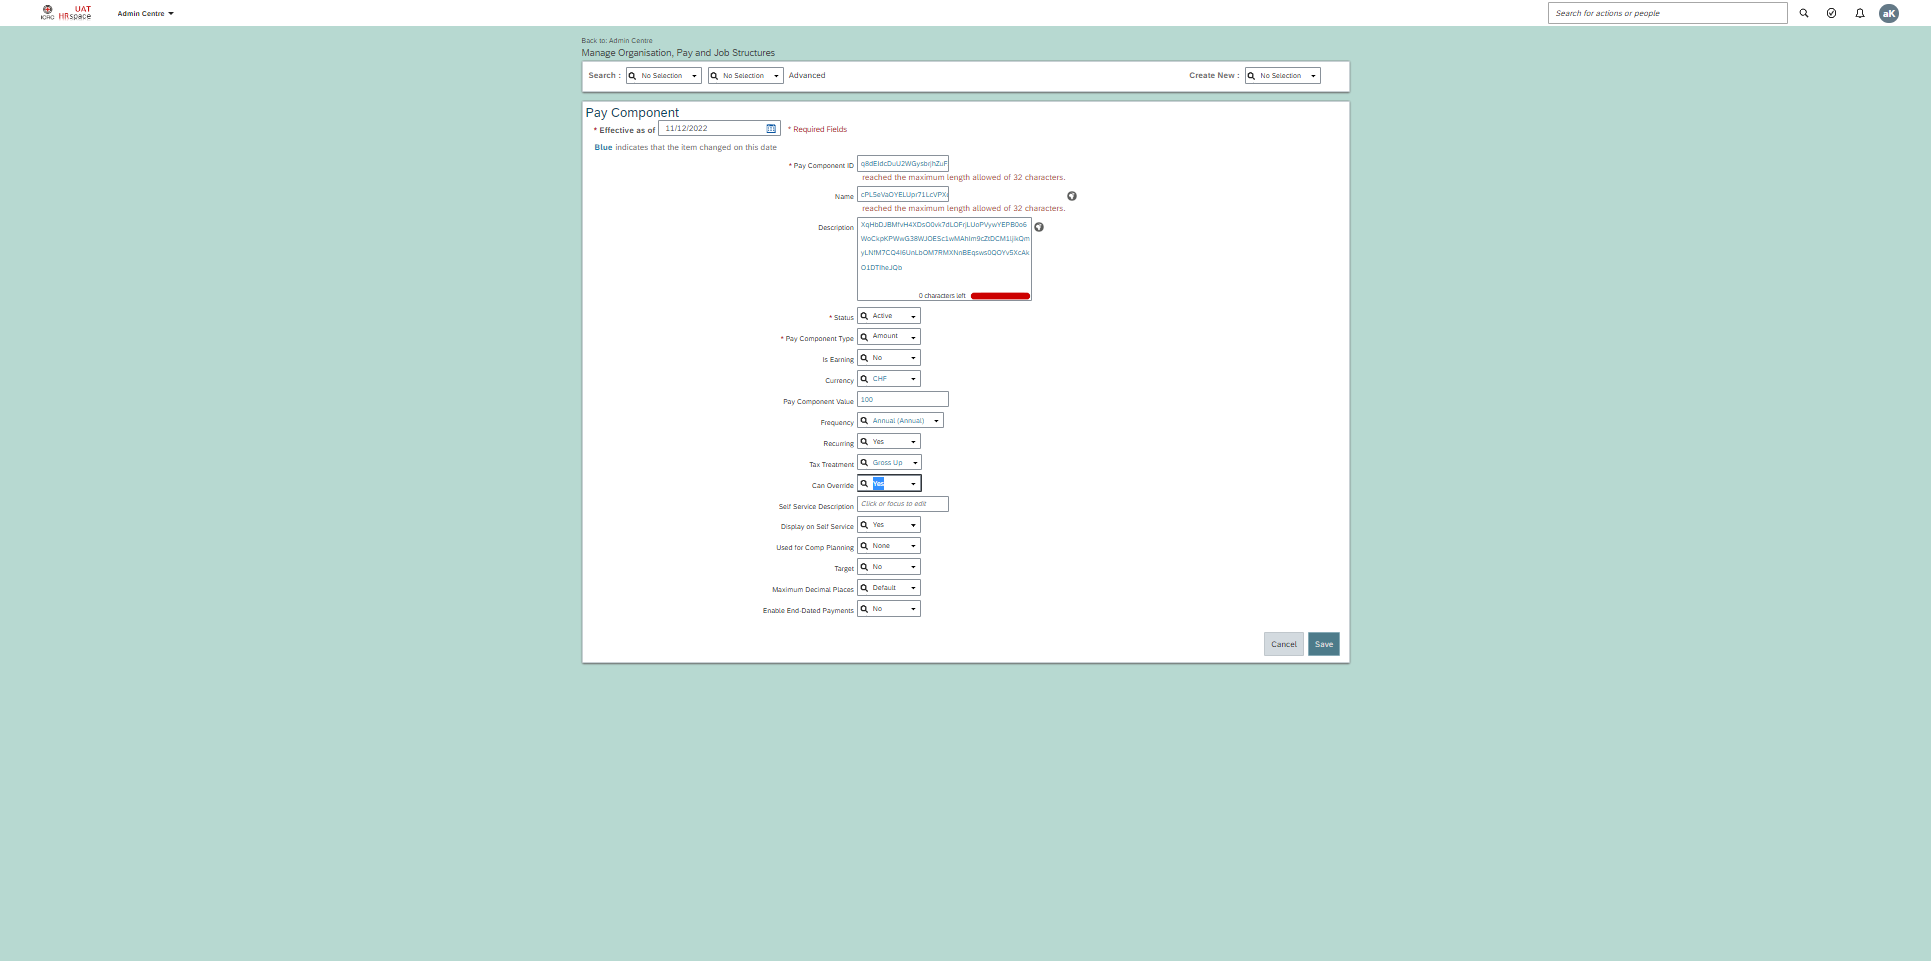 ICRC UAT HRspace Admin Centre Search for actions or people aK
Back to: Admin Centre
Manage Organisation, Pay and Job Structures
Search : No Selection No Selection Advanced Create New : No Selection
Pay Component
* Effective as of 11/12/2022 * Required Fields
Blue indicates that the item changed on this date
* Pay Component ID q8dEidcDuU2WGysbrjhZuF
reached the maximum length allowed of 32 characters.
Name
reached the maximum length allowed of 32 characters.
Description
O1DTIheJQb
0 characters left
* Status Active
* Pay Component Type Amount
Is Earning No
Currency CHF
Pay Component Value 100
Frequency Annual (Annual)
Recurring Yes
Tax Treatment Gross Up
Can Override Yes
Self Service Description Click or focus to edit
Display on Self Service Yes
Used for Comp Planning None
Target No
Maximum Decimal Places Default
Enable End-Dated Payments No
Cancel Save